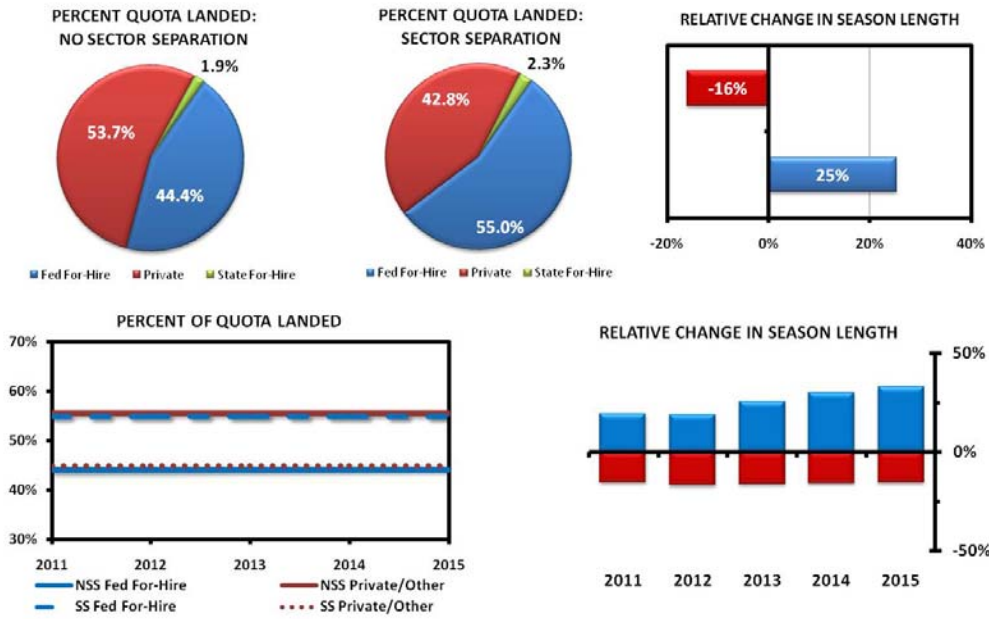 PERCENT QUOTA LANDED:
NO SECTOR SEPARATION
1.9%
53.7%
44.4%
Fed For-Hire Private State For-Hire
PERCENT QUOTA LANDED:
SECTOR SEPARATION
2.3%
42.8%
55.0%
Fed For-Hire Private State For-Hire
RELATIVE CHANGE IN SEASON LENGTH
-16%
25%
-20% 0% 20% 40%
PERCENT OF QUOTA LANDED
70%
60%
50%
40%
30%
2011 2012 2013 2014 2015
NSS Fed For-Hire NSS Private/Other
SS Fed For-Hire SS Private/Other
RELATIVE CHANGE IN SEASON LENGTH
50%
0%
-50%
2011 2012 2013 2014 2015